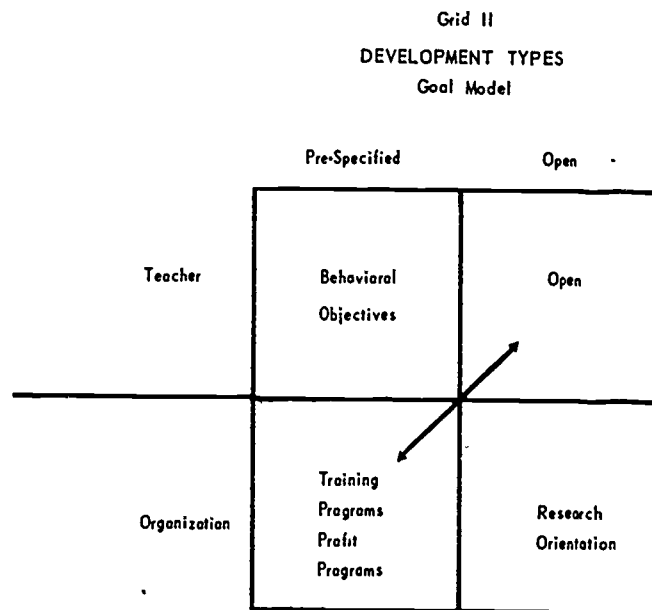 Grid II
DEVELOPMENT TYPES
Goal Model
Pre-Specified Open
Teacher
Behavioral
Objectives
Open
Organization
Training
Programs
Profit
Programs
Research
Orientation